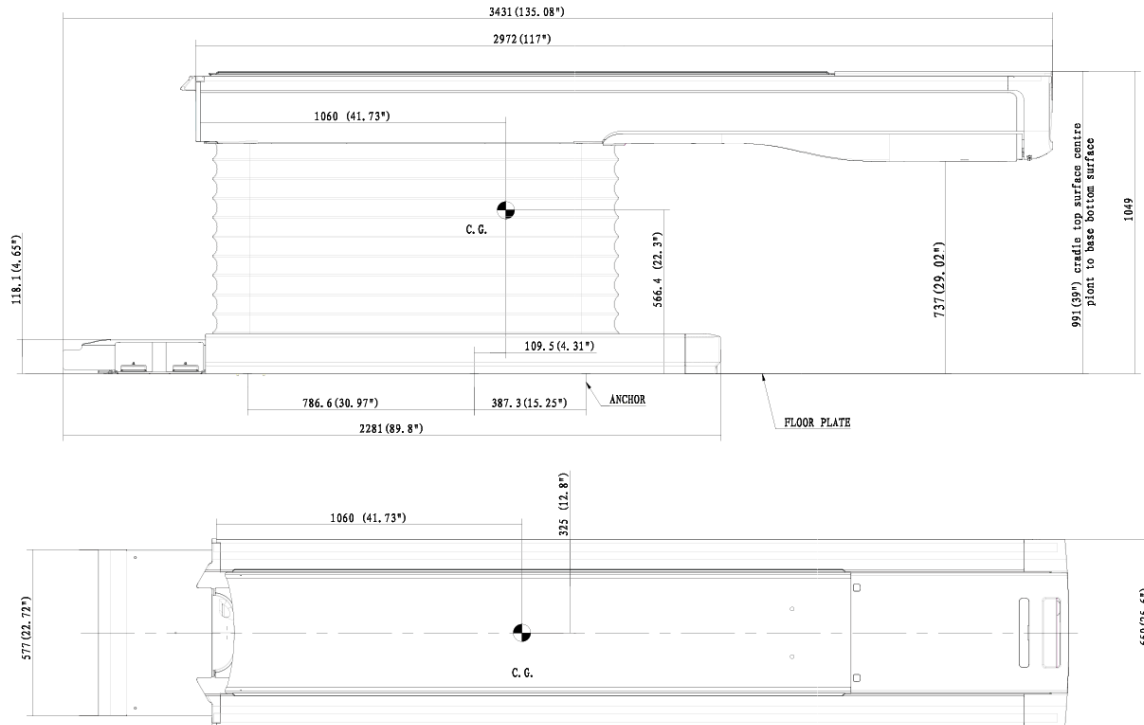 3431(135.08")
2972(117")
1060 (41.73")
C.G.
566.4 (22.3")
737(29.02")
991(39") cradle top surface centre
piont to base bottom surface
1049
118.1(4.65")
109.5(4.31")
786.6(30.97")
387.3(15.25")
ANCHOR
2281(89.8")
FLOOR PLATE
1060 (41.73")
325 (12.8")
577(22.72")
C.G.